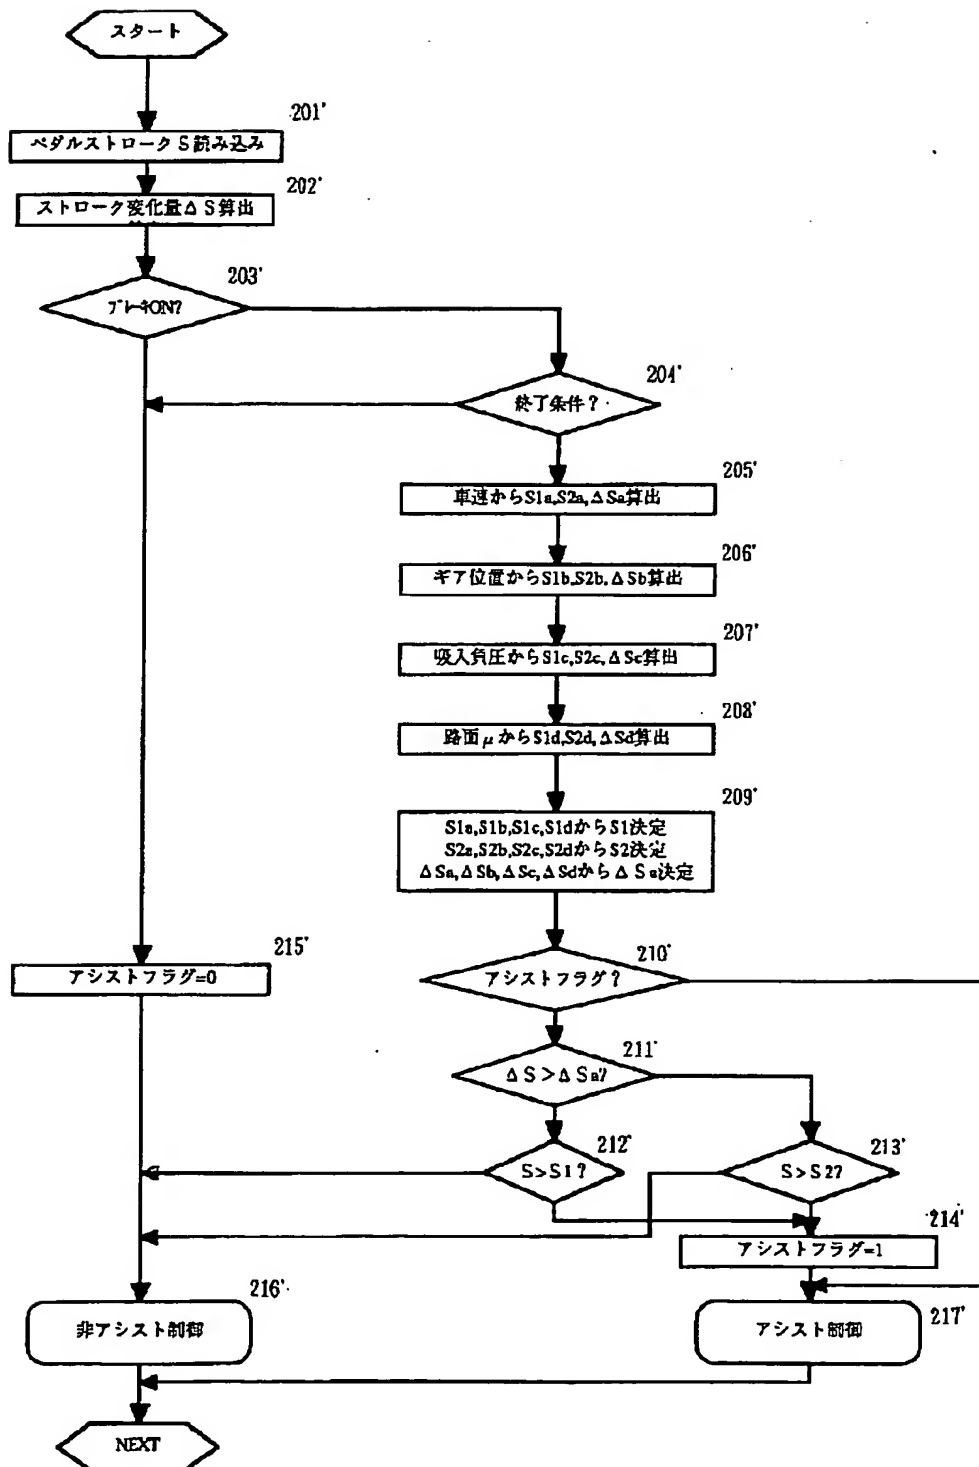 スタート
201'
ペダルストロークS読み込み
202'
ストローク変化量ΔS算出
203'
ブレーキON?
204'
終了条件?
205'
車速からS1a,S2a,ΔSa算出
206'
ギア位置からS1b,S2b,ΔSb算出
207'
吸入負圧からS1c,S2c,ΔSc算出
208'
路面μからS1d,S2d,ΔSd算出
209'
S1a,S1b,S1c,S1dからS1決定
S2a,S2b,S2c,S2dからS2決定
ΔSa,ΔSb,ΔSc,ΔSdからΔSa決定
215'
アシストフラグ=0
210'
アシストフラグ?
211'
ΔS>ΔSa?
212'
S>S1?
213'
S>S2?
214'
アシストフラグ=1
216'
非アシスト制御
217'
アシスト制御
NEXT